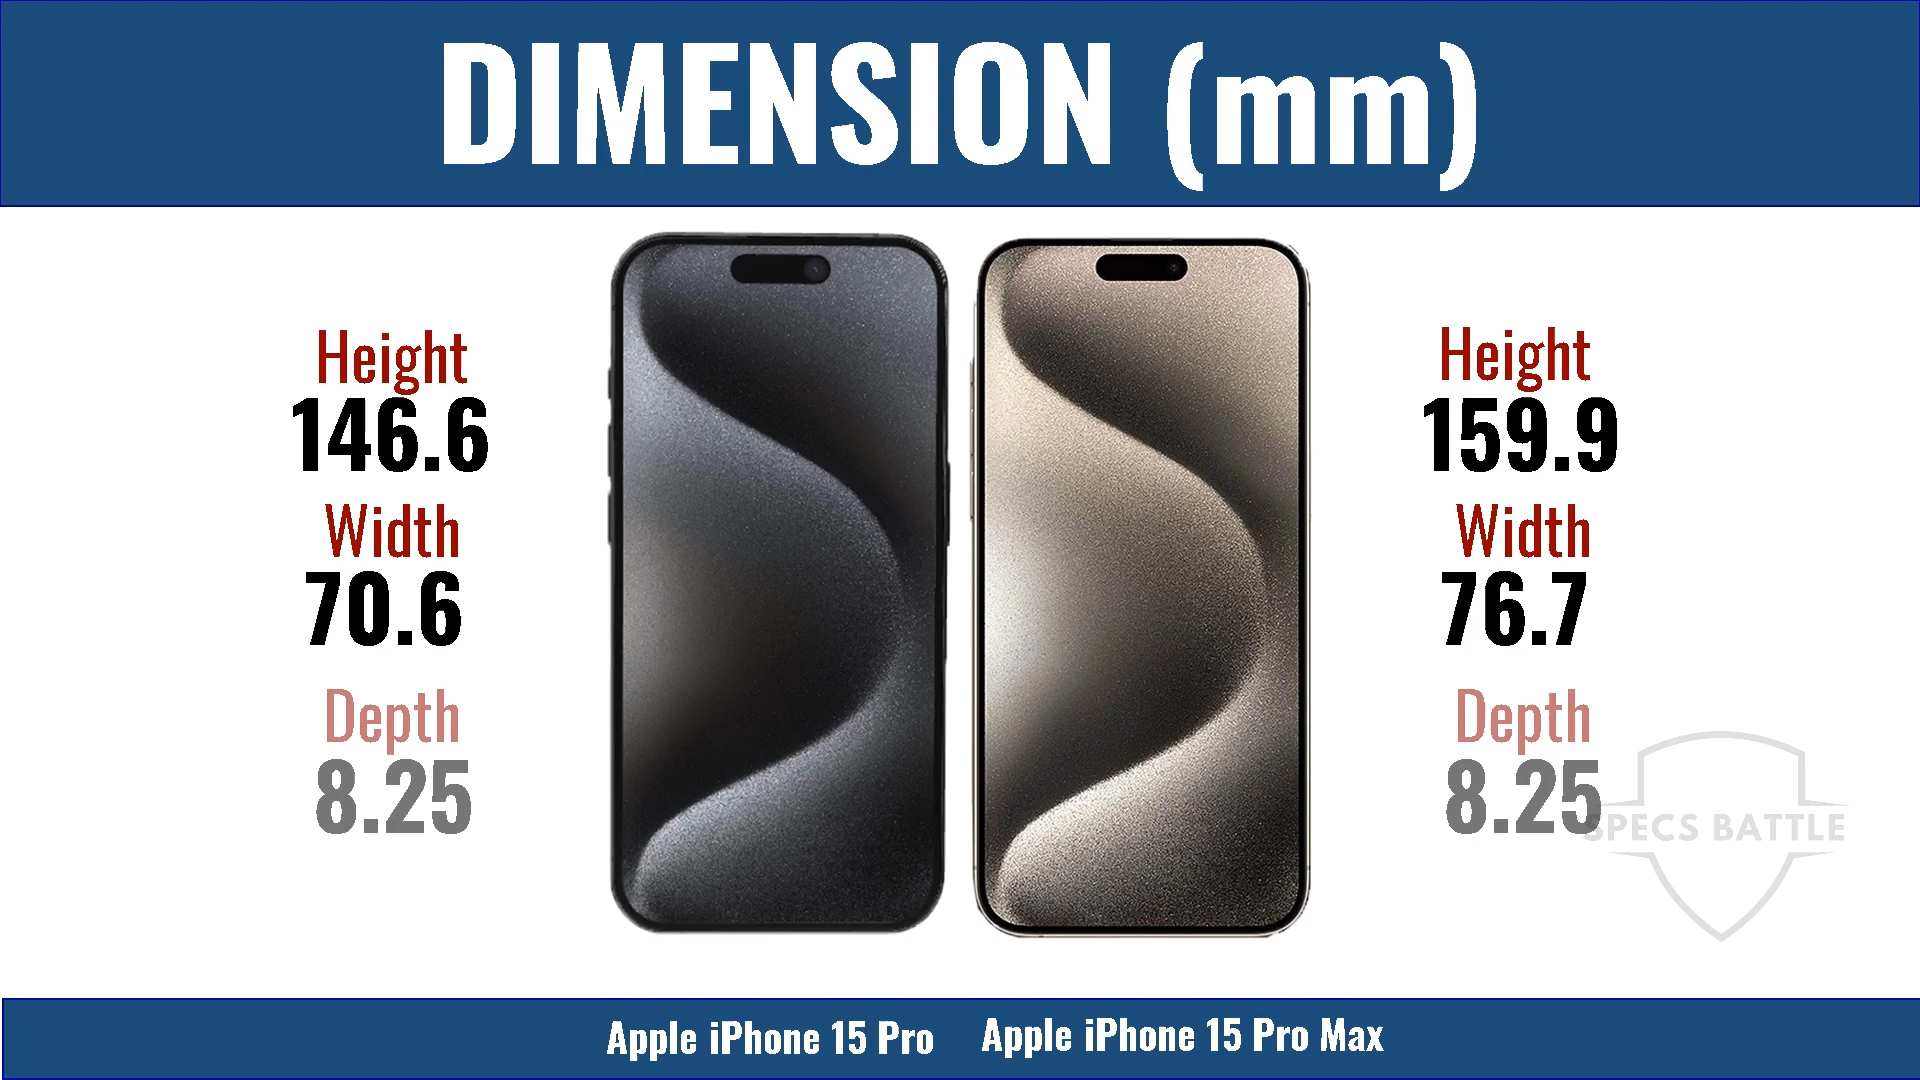 DIMENSION (mm)
Height
146.6
Width
70.6
Depth
8.25
Height
159.9
Width
76.7
Depth
8.25
SPECS BATTLE
Apple iPhone 15 Pro
Apple iPhone 15 Pro Max